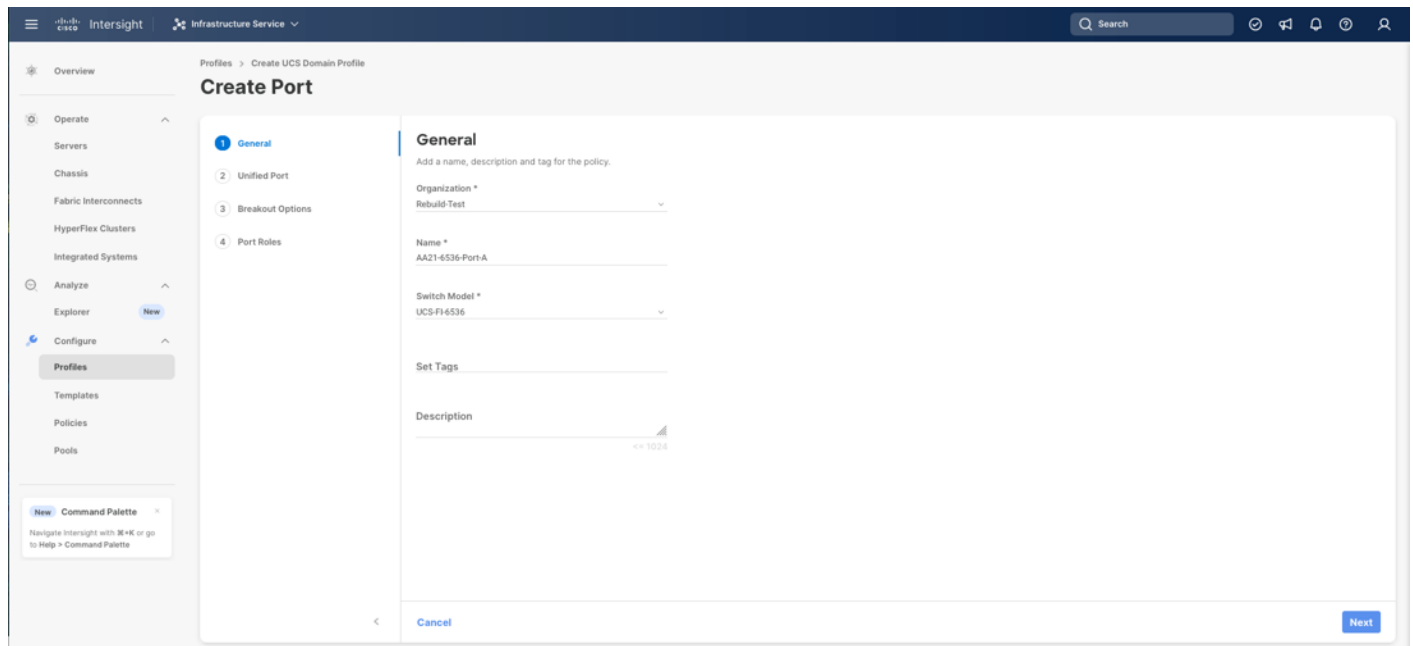 cisco Intersight Infrastructure Service Search
Overview
Operate
Servers
Chassis
Fabric Interconnects
HyperFlex Clusters
Integrated Systems
Analyze
Explorer New
Configure
Profiles
Templates
Policies
Pools
New Command Palette ×
Navigate Intersight with ⌘+K or go
to Help > Command Palette
Profiles > Create UCS Domain Profile
Create Port
1 General
2 Unified Port
3 Breakout Options
4 Port Roles
General
Add a name, description and tag for the policy.
Organization *
Rebuild-Test
Name *
AA21-6536-Port-A
Switch Model *
UCS-FI-6536
Set Tags
Description
<= 1024
Cancel
Next